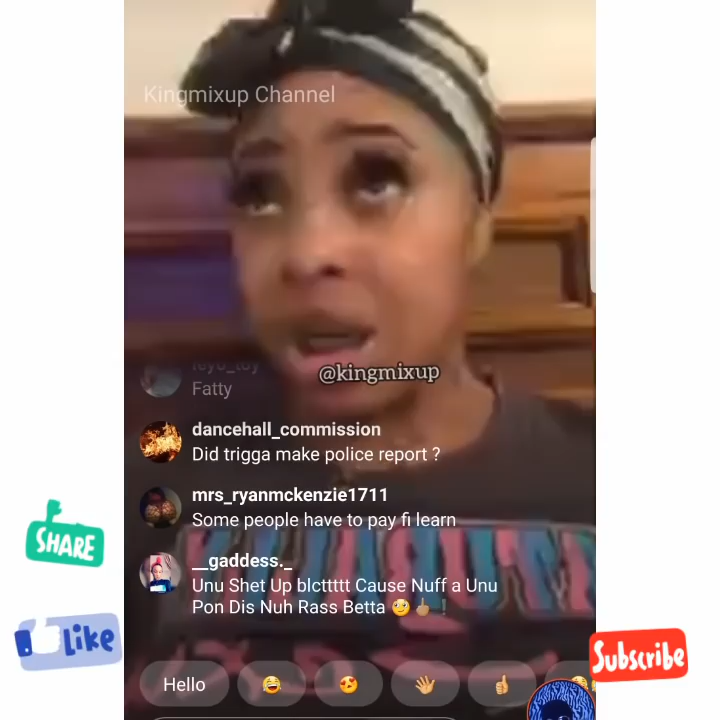 Kingmixup Channel
@kingmixup
Fatty
dancehall_commission
Did trigga make police report ?
mrs_ryanmckenzie1711
Some people have to pay fi learn
__gaddess._
Unu Shet Up blcttttt Cause Nuff a Unu
Pon Dis Nuh Rass Betta 🧐🖕🏽❕
Hello
SHARE
Like
Subscribe